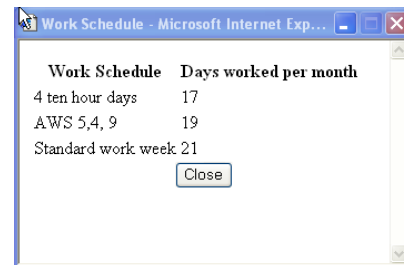 Work Schedule - Microsoft Internet Exp...
Work Schedule Days worked per month
4 ten hour days 17
AWS 5,4, 9 19
Standard work week 21
Close